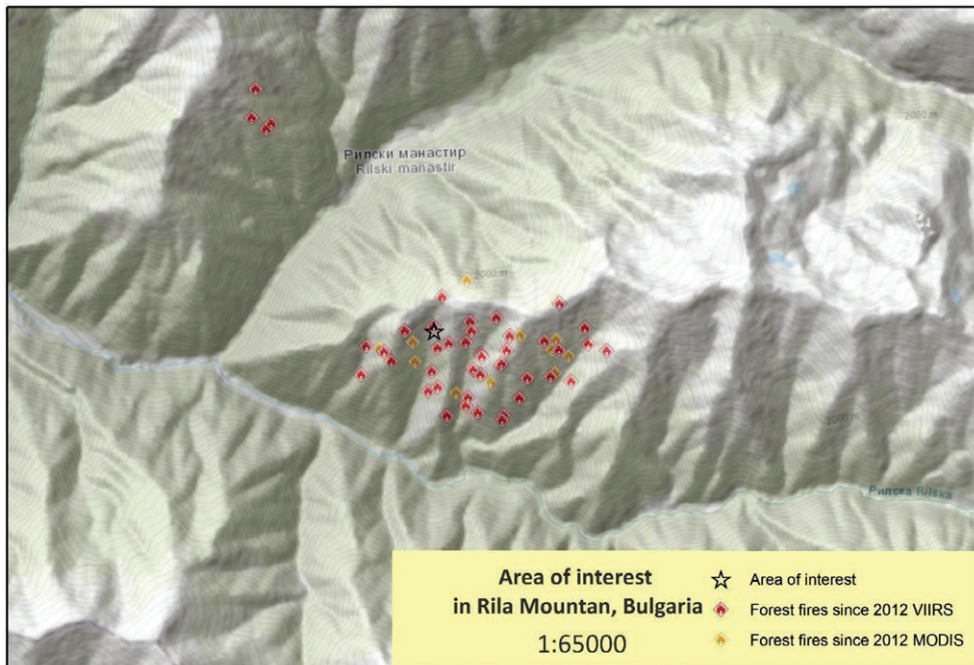 2000 m
Рилски манастир
Rilski manastir
2000 m
2000 m
Рилска Rilska
Area of interest
in Rila Mountan, Bulgaria
1:65000
Area of interest
Forest fires since 2012 VIIRS
Forest fires since 2012 MODIS